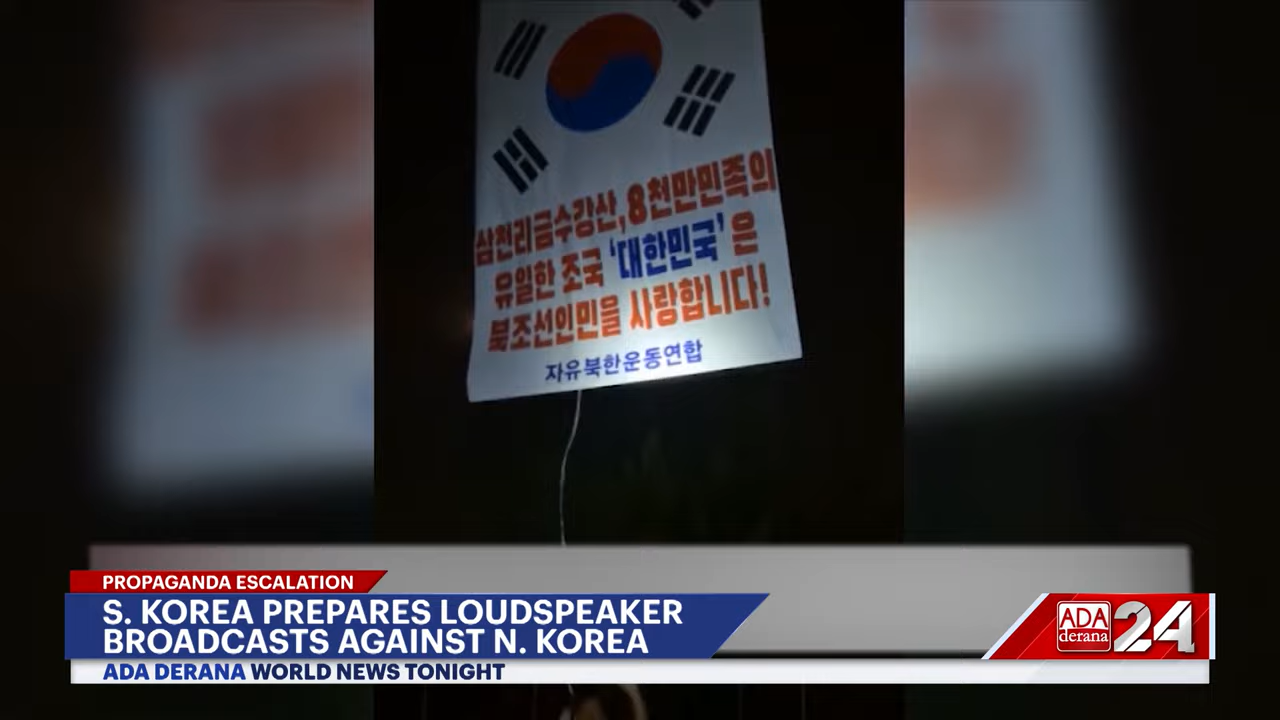 삼천리금수강산, 8천만민족의
유일한 조국 '대한민국'은
북조선인민을 사랑합니다!
자유북한운동연합
PROPAGANDA ESCALATION
S. KOREA PREPARES LOUDSPEAKER
BROADCASTS AGAINST N. KOREA
ADA DERANA WORLD NEWS TONIGHT
ADA
derana
24